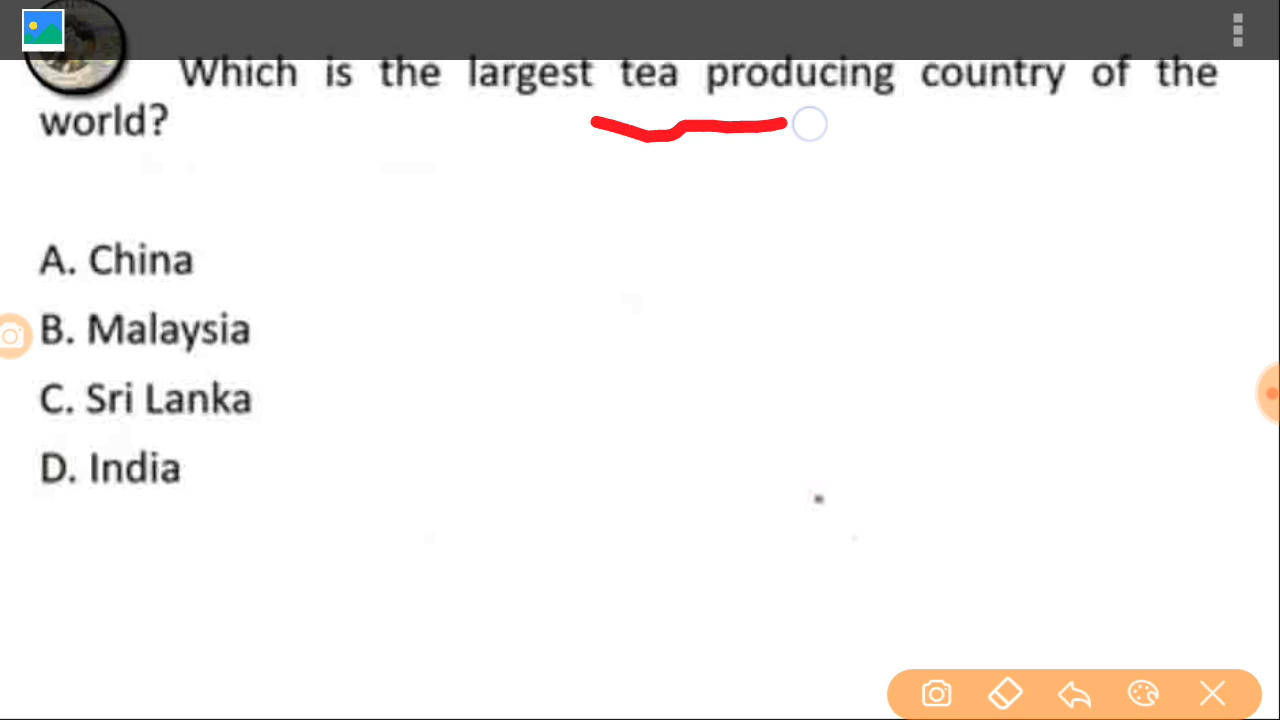 Which is the largest tea producing country of the
world?
A. China
B. Malaysia
C. Sri Lanka
D. India